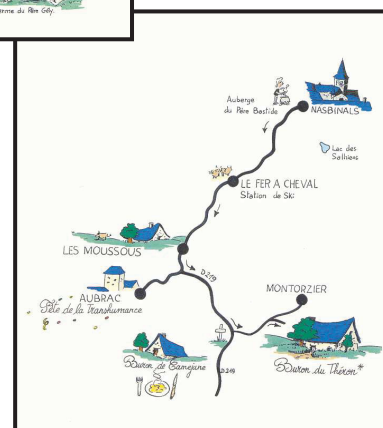 erme du Père Gély.
Auberge
du Père Bastide
NASBINALS
Lac des
Salhiens
LE FER A CHEVAL
Station de Ski
LES MOUSSOUS
D219
AUBRAC
Fête de la Transhumance
MONTORZIER
Buron de Camejane
Buron du Théron*
D219